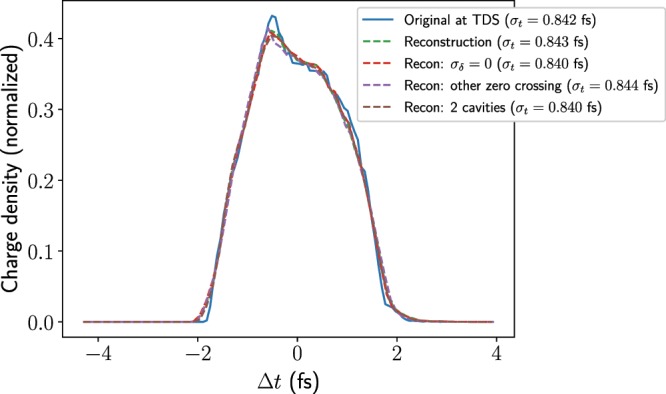 Original at TDS (σt = 0.842 fs)
Reconstruction (σt = 0.843 fs)
Recon: σδ = 0 (σt = 0.840 fs)
Recon: other zero crossing (σt = 0.844 fs)
Recon: 2 cavities (σt = 0.840 fs)
Charge density (normalized)
0.4
0.3
0.2
0.1
0.0
−4 −2 0 2 4
Δt (fs)